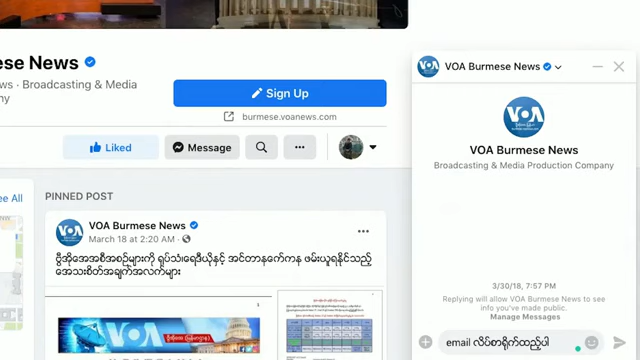 ese News
ws · Broadcasting & Media
ny
Sign Up
burmese.voanews.com
Liked
Message
ee All
PINNED POST
VOA Burmese News
March 18 at 2:20 AM ·
ဗွီအိုအေအစီအစဉ်များကို ရုပ်သံ၊ရေဒီယိုနှင့် အင်တာနက်ကေန ဖမ်းယူရနိုင်သည့်
အေသးစိတ်အချက်အလက်များ
VOA
VOA Burmese News
VOA
VOA Burmese News
Broadcasting & Media Production Company
3/30/18, 7:57 PM
Replying will allow VOA Burmese News to see
info you've made public.
Manage Messages
email လိပ်စာရိုက်ထည့်ပါ